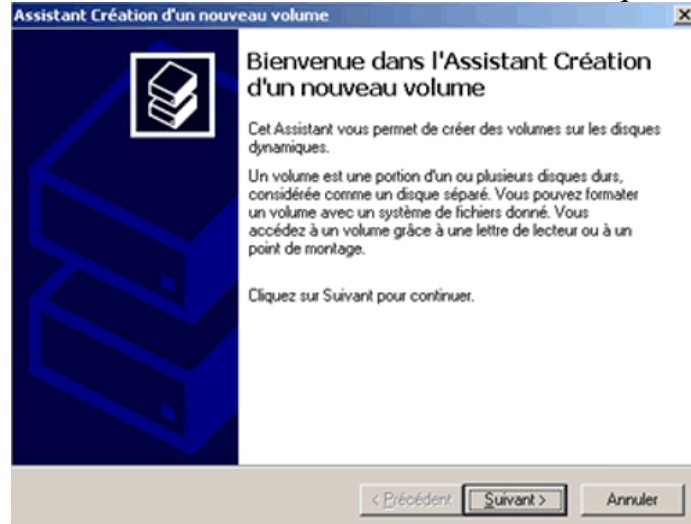 Assistant Création d'un nouveau volume
Bienvenue dans l'Assistant Création
d'un nouveau volume
Cet Assistant vous permet de créer des volumes sur les disques
dynamiques.
Un volume est une portion d'un ou plusieurs disques durs,
considérée comme un disque séparé. Vous pouvez formater
un volume avec un système de fichiers donné. Vous
accédez à un volume grâce à une lettre de lecteur ou à un
point de montage.
Cliquez sur Suivant pour continuer.
< Précédent Suivant > Annuler